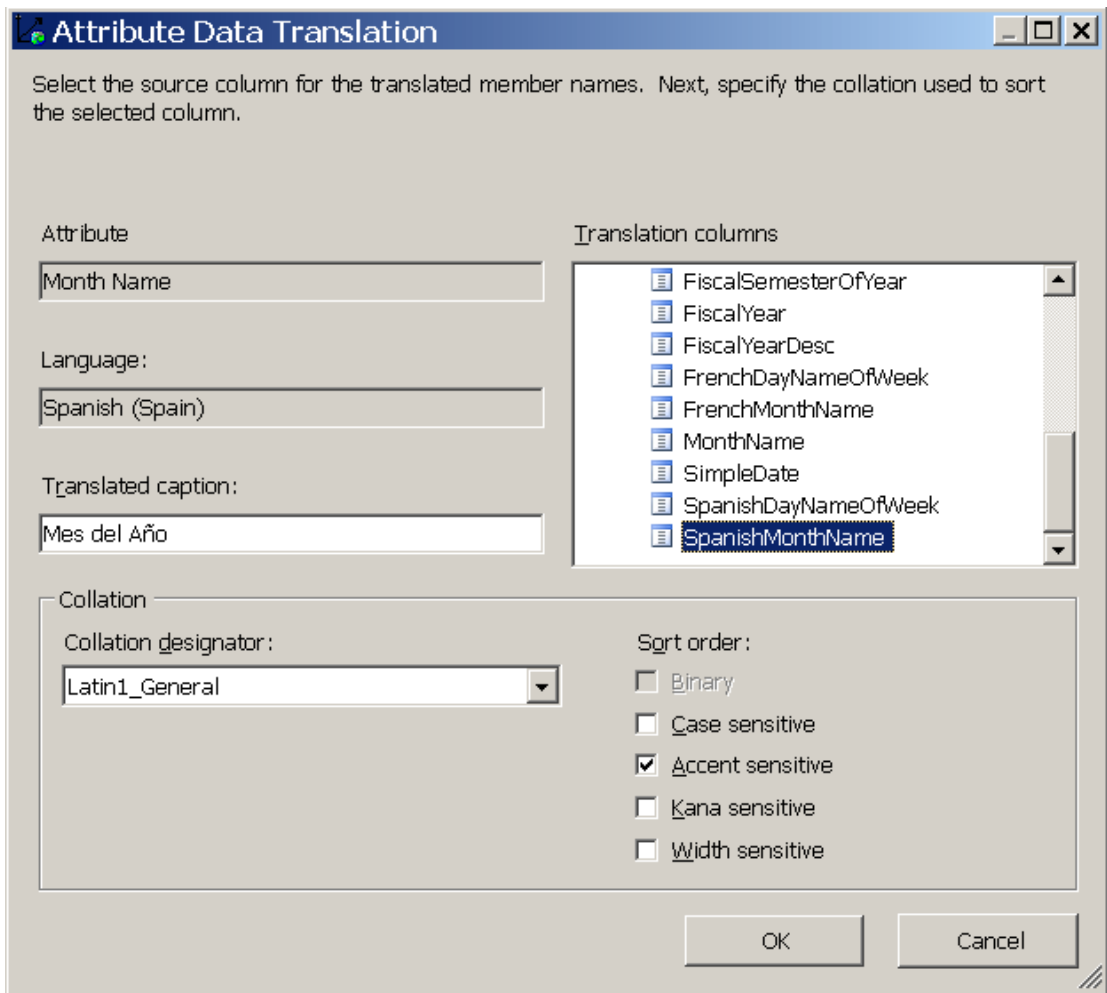 Attribute Data Translation
Select the source column for the translated member names. Next, specify the collation used to sort
the selected column.
Attribute
Month Name
Language:
Spanish (Spain)
Translated caption:
Mes del Año
Translation columns
FiscalSemesterOfYear
FiscalYear
FiscalYearDesc
FrenchDayNameOfWeek
FrenchMonthName
MonthName
SimpleDate
SpanishDayNameOfWeek
SpanishMonthName
Collation
Collation designator:
Latin1_General
Sort order:
Binary
Case sensitive
Accent sensitive
Kana sensitive
Width sensitive
OK
Cancel